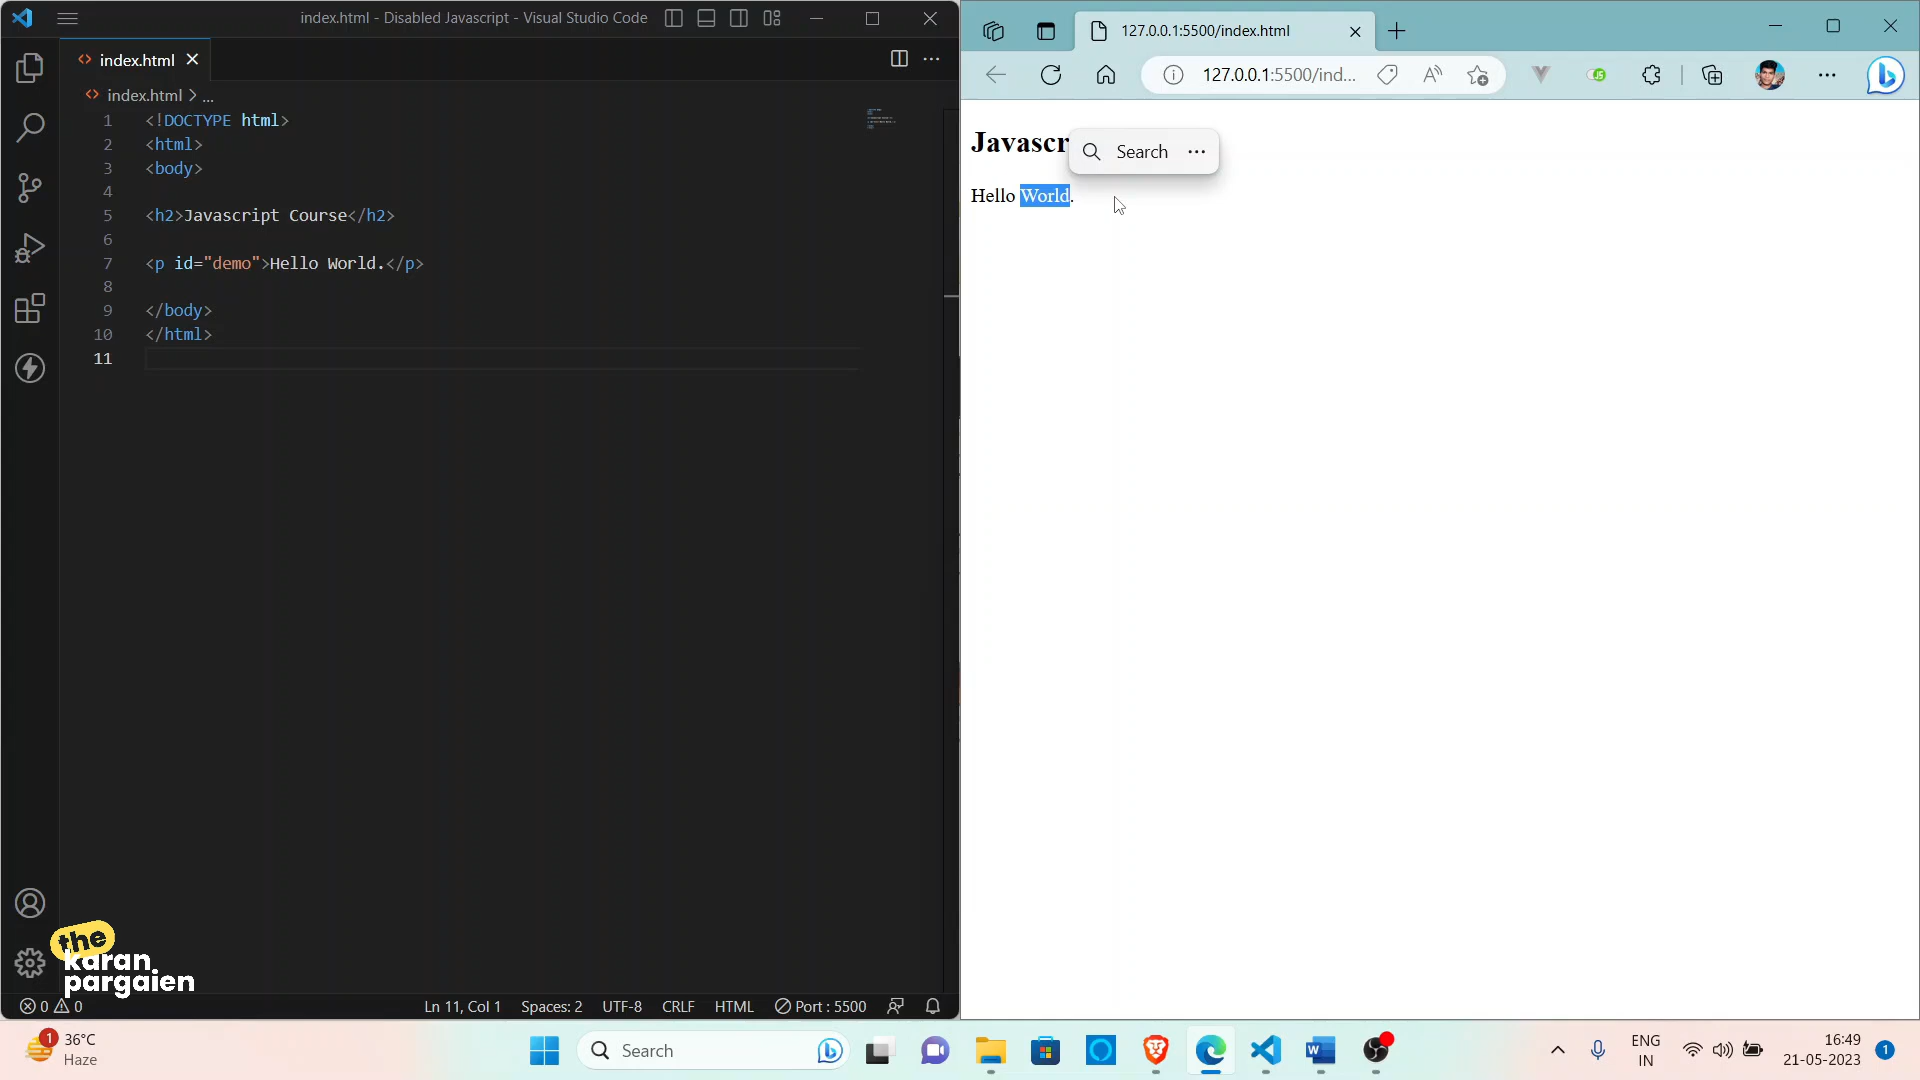 index.html - Disabled Javascript - Visual Studio Code
index.html
index.html > ...
1 <!DOCTYPE html>
2 <html>
3 <body>
4
5 <h2>Javascript Course</h2>
6
7 <p id="demo">Hello World.</p>
8
9 </body>
10 </html>
11
the
karan
pargaien
0 0
Ln 11, Col 1 Spaces: 2 UTF-8 CRLF HTML Port : 5500
127.0.0.1:5500/index.html
127.0.0.1:5500/ind...
JS
Javascr
Search
Hello World.
1
36°C
Haze
Search
ENG
IN
16:49
21-05-2023
1